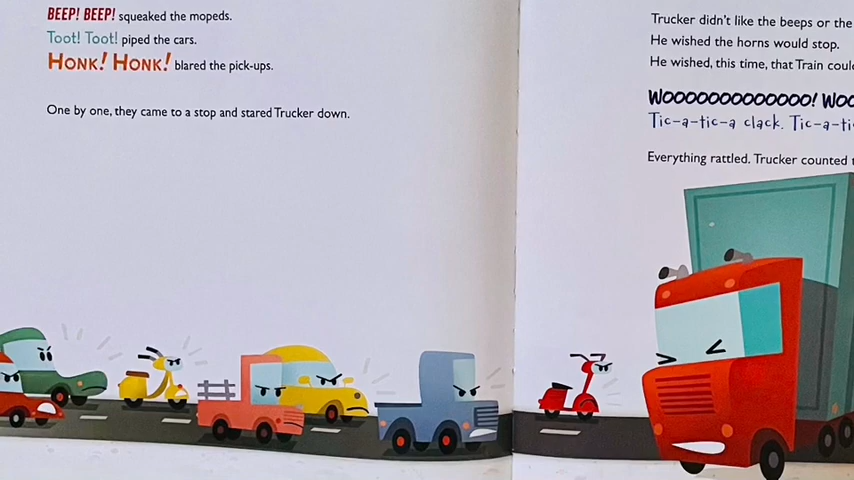 BEEP! BEEP! squeaked the mopeds.
Toot! Toot! piped the cars.
HONK! HONK! blared the pick-ups.
One by one, they came to a stop and stared Trucker down.
Trucker didn't like the beeps or the
He wished the horns would stop.
He wished, this time, that Train
WOOOOOOOOOOOOO!
Tic-a-tic-a clack.
Everything rattled. Trucker counted